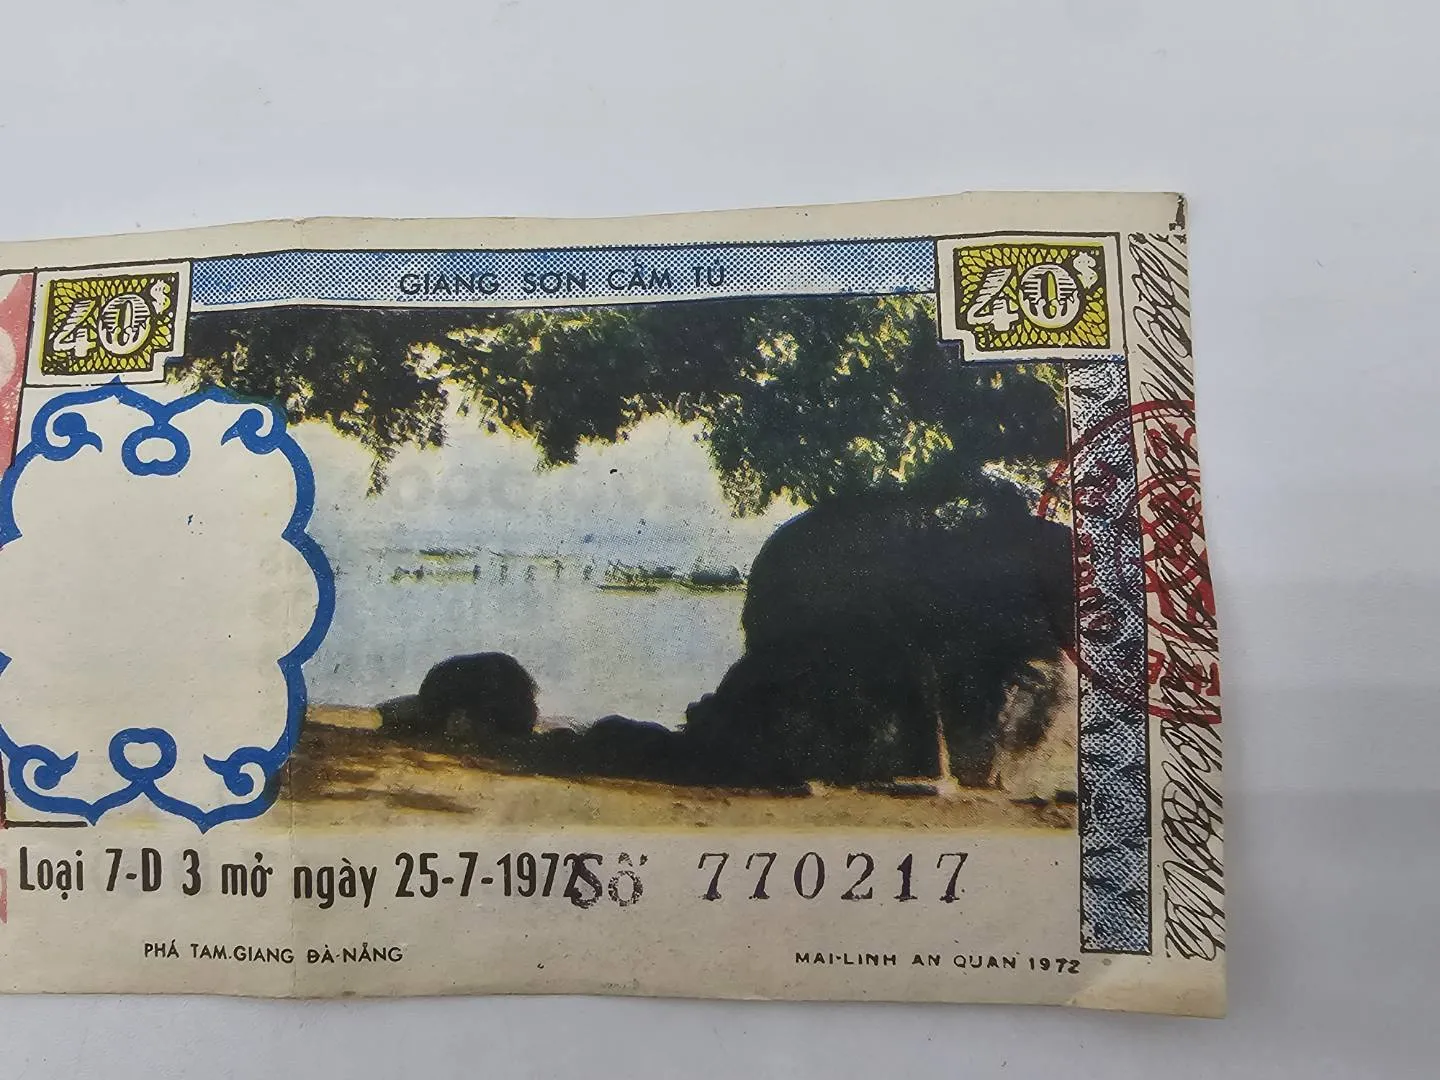 GIANG SƠN CẨM TÚ
40$
40$
Loại 7-D 3 mở ngày 25-7-1972 Số 770217
PHÁ TAM.GIANG ĐÀ-NẴNG
MAI-LINH AN QUAN 1972